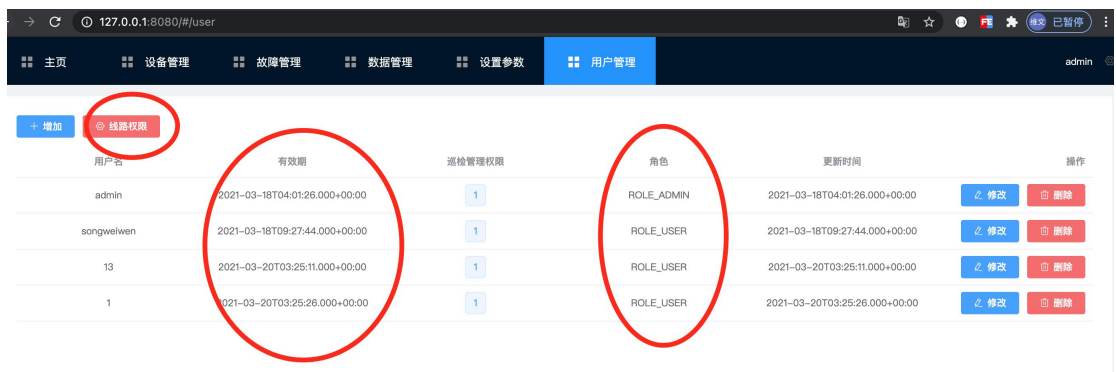 127.0.0.1:8080/#/user FE 维文 已暂停
主页 设备管理 故障管理 数据管理 设置参数 用户管理 admin
+ 增加 线路权限
用户名 有效期 巡检管理权限 角色 更新时间 操作
admin 2021-03-18T04:01:26.000+00:00 1 ROLE_ADMIN 2021-03-18T04:01:26.000+00:00 修改 删除
songweiwen 2021-03-18T09:27:44.000+00:00 1 ROLE_USER 2021-03-18T09:27:44.000+00:00 修改 删除
13 2021-03-20T03:25:11.000+00:00 1 ROLE_USER 2021-03-20T03:25:11.000+00:00 修改 删除
1 2021-03-20T03:25:26.000+00:00 1 ROLE_USER 2021-03-20T03:25:26.000+00:00 修改 删除